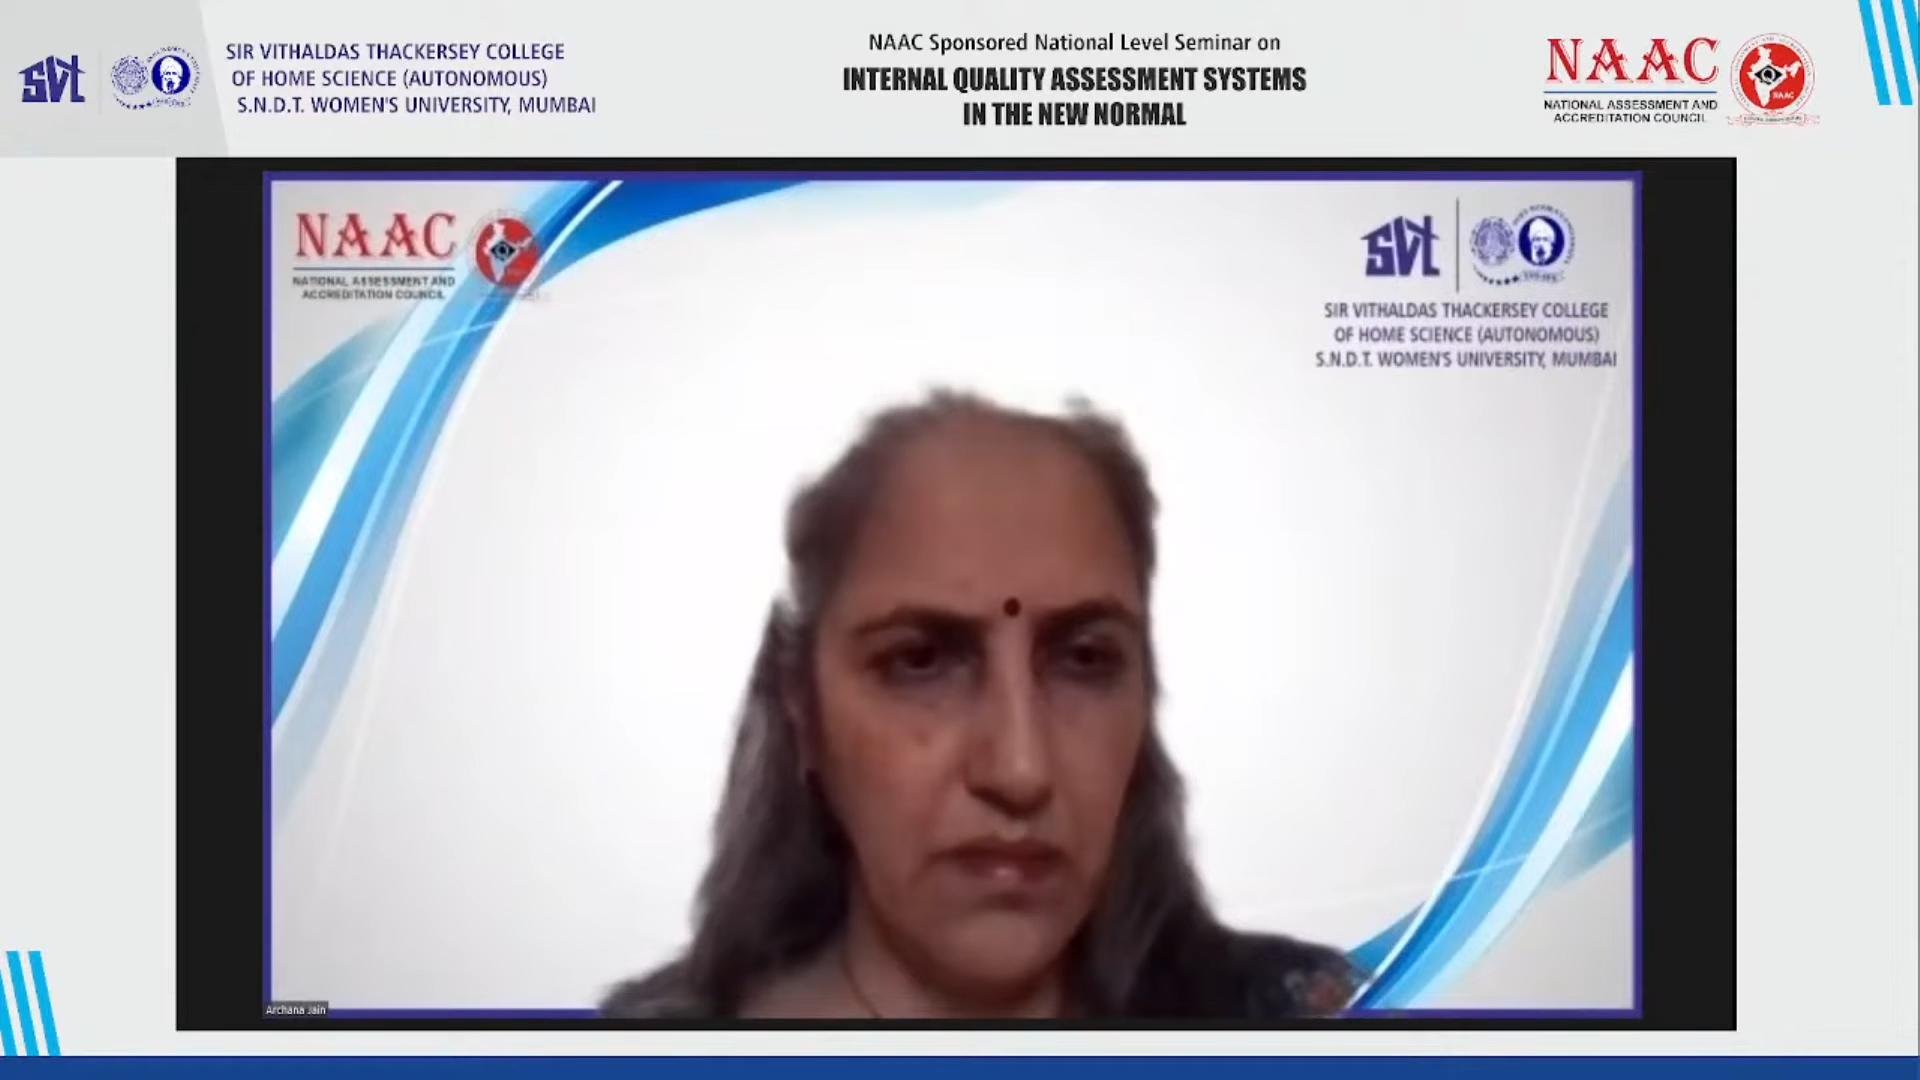 SVT
SIR VITHALDAS THACKERSEY COLLEGE
OF HOME SCIENCE (AUTONOMOUS)
S.N.D.T. WOMEN'S UNIVERSITY, MUMBAI
NAAC Sponsored National Level Seminar on
INTERNAL QUALITY ASSESSMENT SYSTEMS
IN THE NEW NORMAL
NAAC
NATIONAL ASSESSMENT AND
ACCREDITATION COUNCIL
NAAC
NAAC
NATIONAL ASSESSMENT AND
ACCREDITATION COUNCIL
SVT
SIR VITHALDAS THACKERSEY COLLEGE
OF HOME SCIENCE (AUTONOMOUS)
S.N.D.T. WOMEN'S UNIVERSITY, MUMBAI
Archana Jain